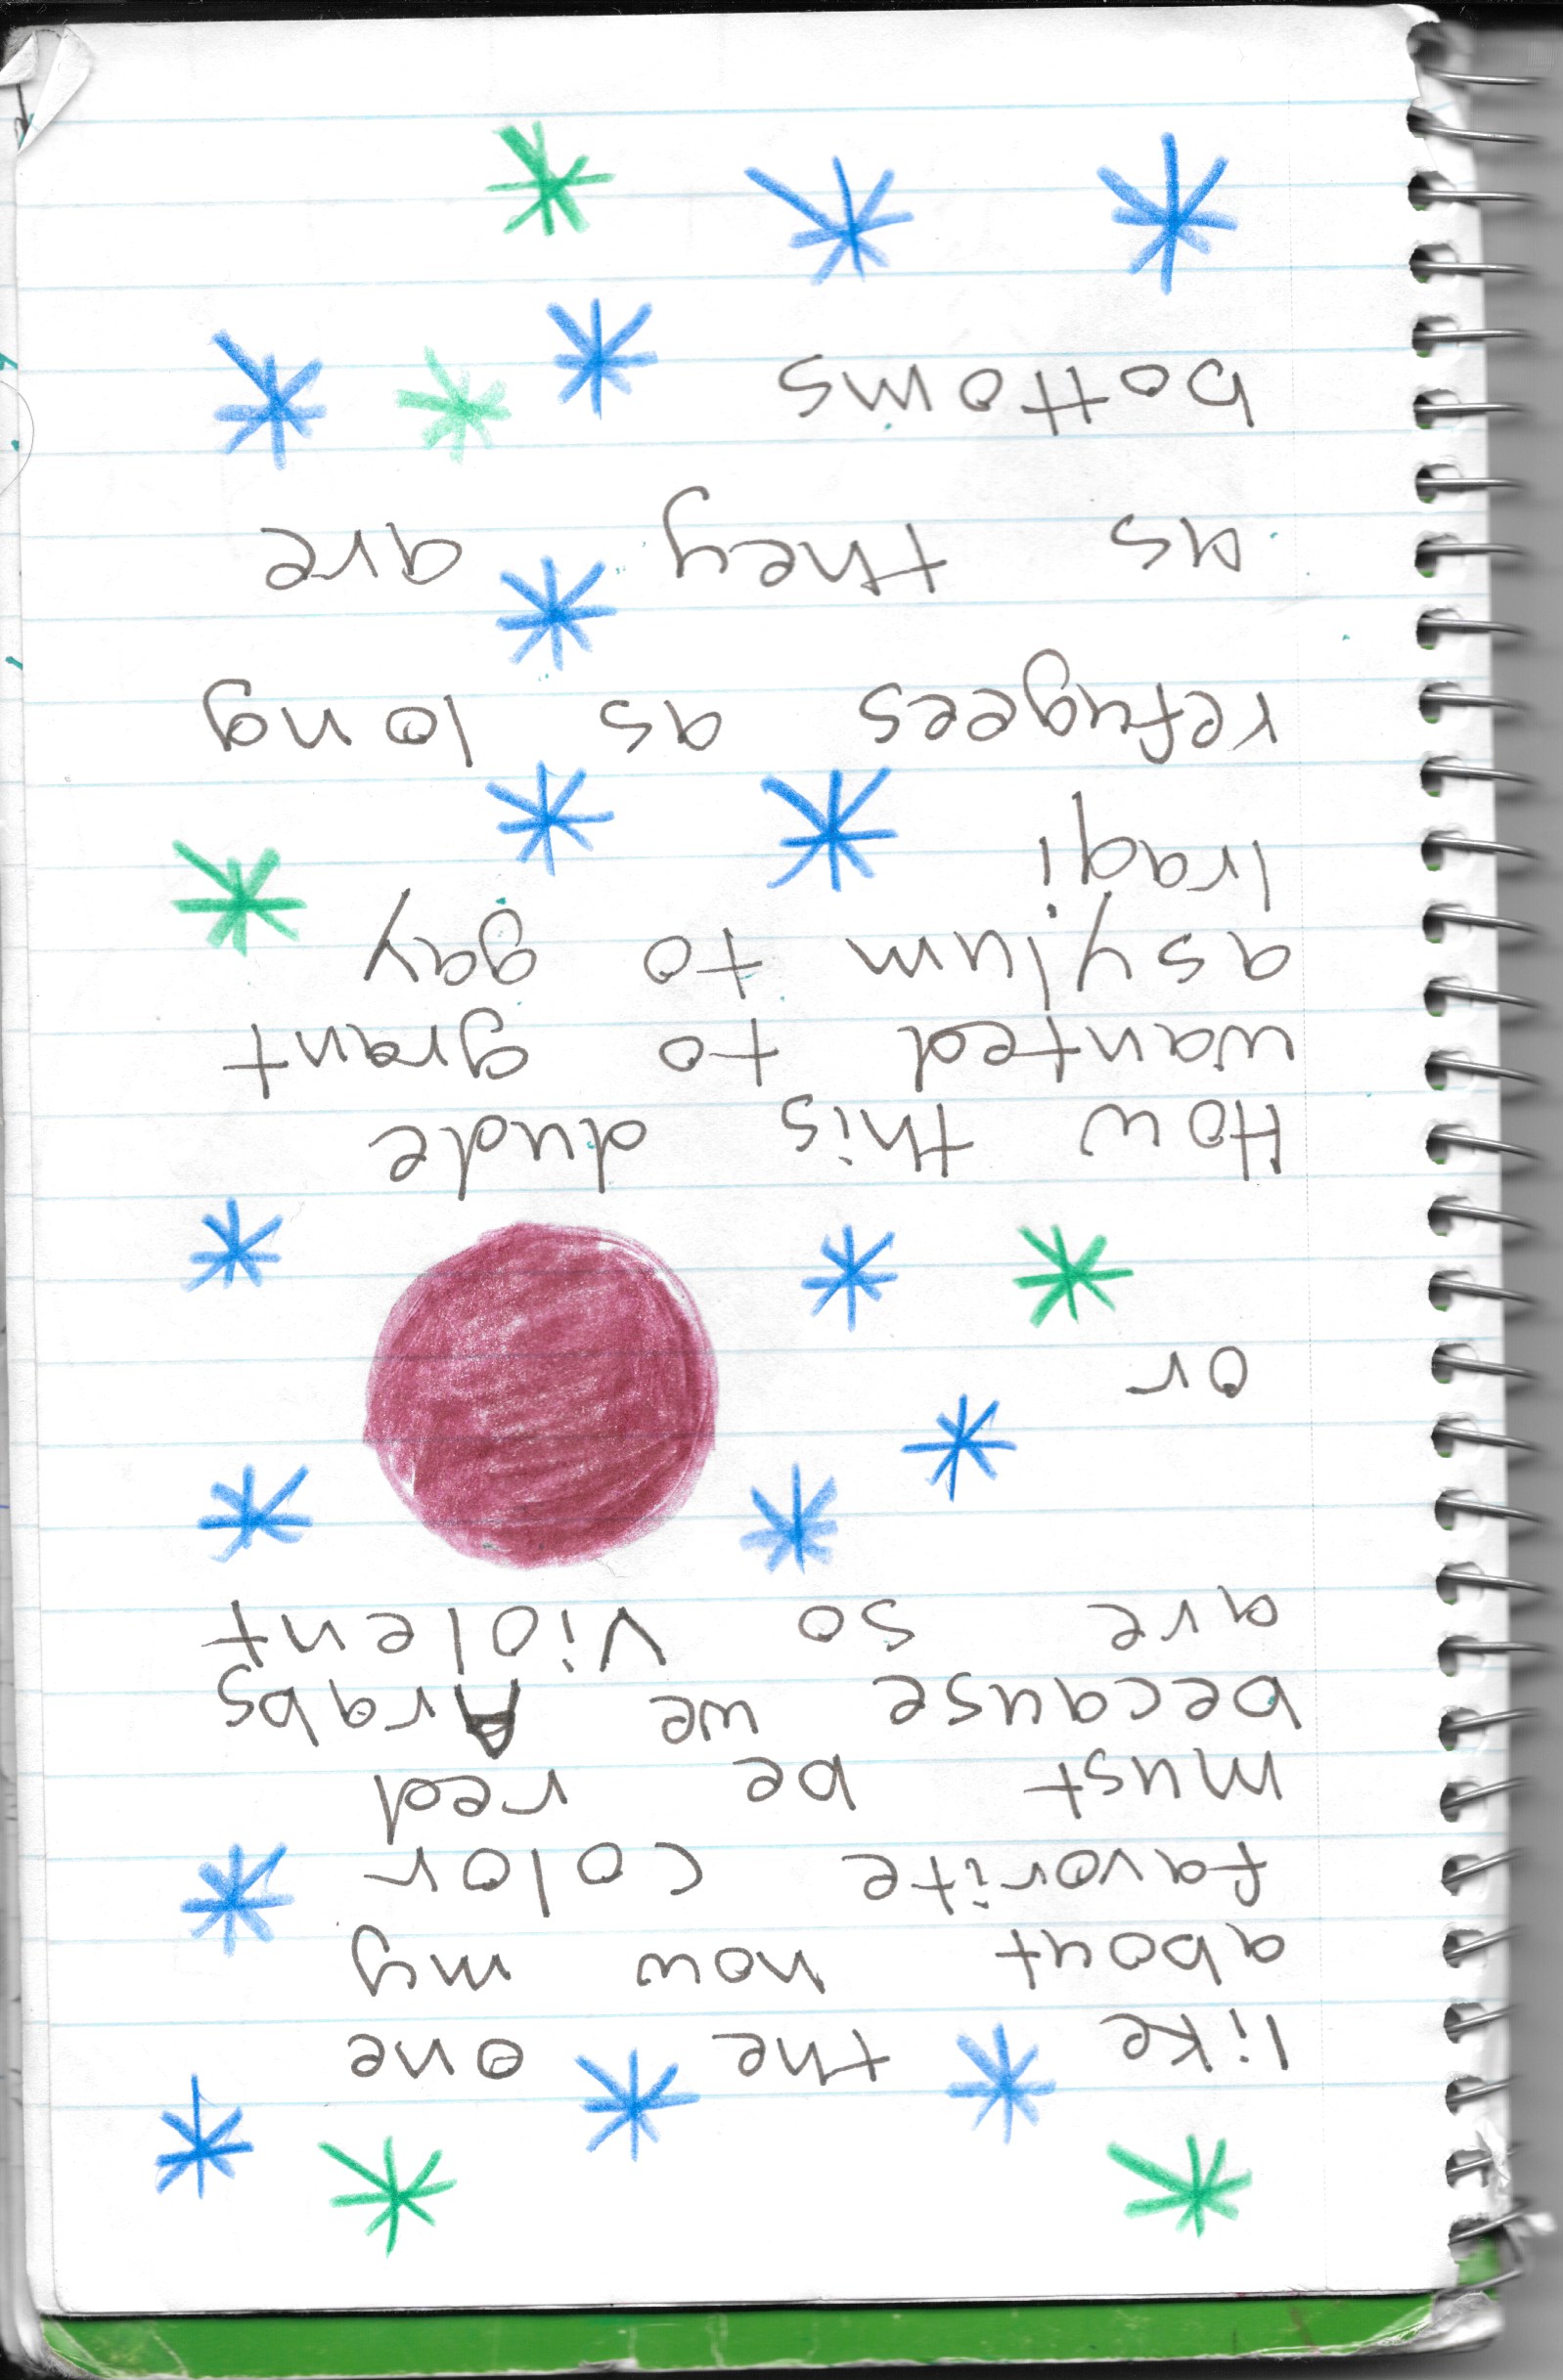 like the one
about how my
favorite color
must be red
because we Arabs
are so violent
or
How this dude
wanted to grant
asylum to gay
Iraqi
refugees as long
as they are
bottoms